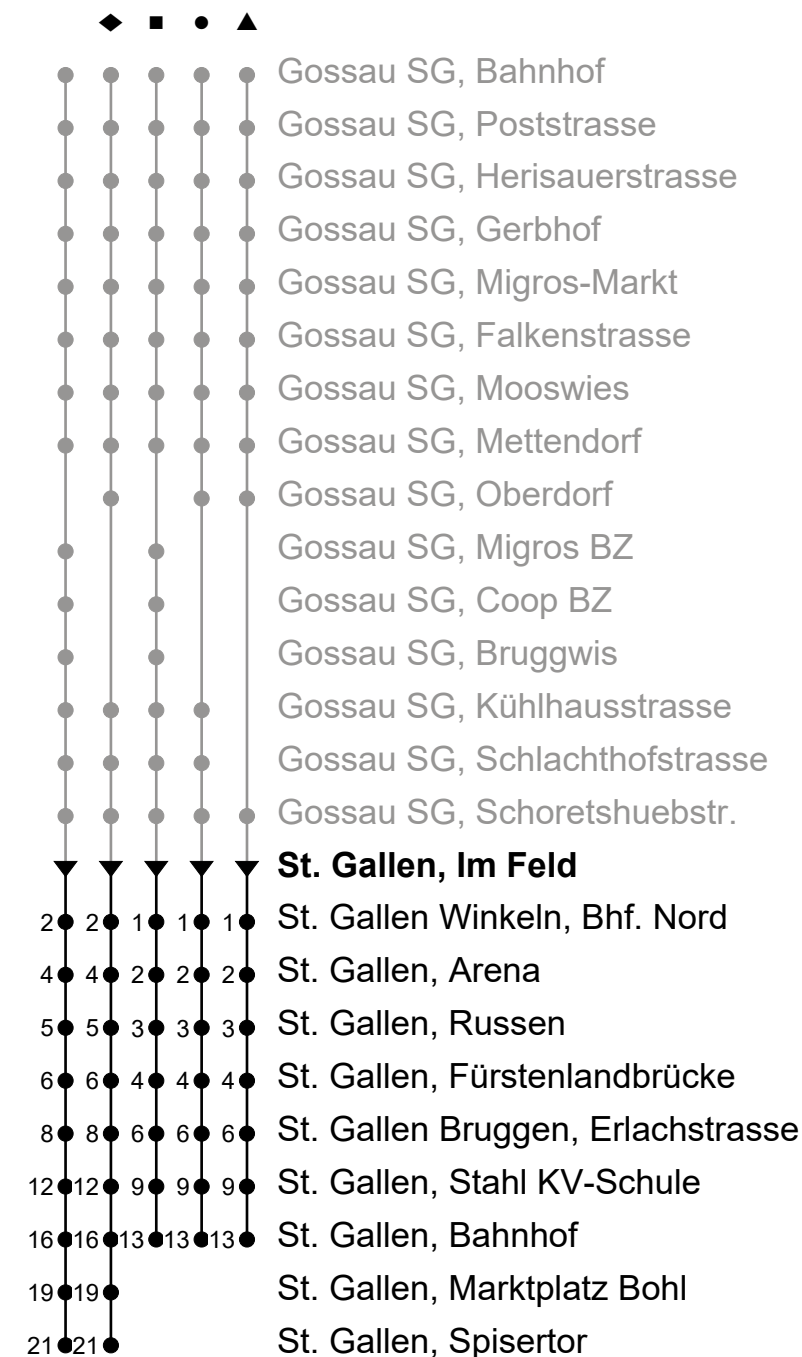 Gossau SG, Bahnhof
Gossau SG, Poststrasse
Gossau SG, Herisauerstrasse
Gossau SG, Gerbhof
Gossau SG, Migros-Markt
Gossau SG, Falkenstrasse
Gossau SG, Mooswies
Gossau SG, Mettendorf
Gossau SG, Oberdorf
Gossau SG, Migros BZ
Gossau SG, Coop BZ
Gossau SG, Bruggwis
Gossau SG, Kühlhausstrasse
Gossau SG, Schlachthofstrasse
Gossau SG, Schoretshuebstr.
St. Gallen, Im Feld
2 2 1 1 1 St. Gallen Winkeln, Bhf. Nord
4 4 2 2 2 St. Gallen, Arena
5 5 3 3 3 St. Gallen, Russen
6 6 4 4 4 St. Gallen, Fürstenlandbrücke
8 8 6 6 6 St. Gallen Bruggen, Erlachstrasse
12 12 9 9 9 St. Gallen, Stahl KV-Schule
16 16 13 13 13 St. Gallen, Bahnhof
19 19 St. Gallen, Marktplatz Bohl
21 21 St. Gallen, Spisertor